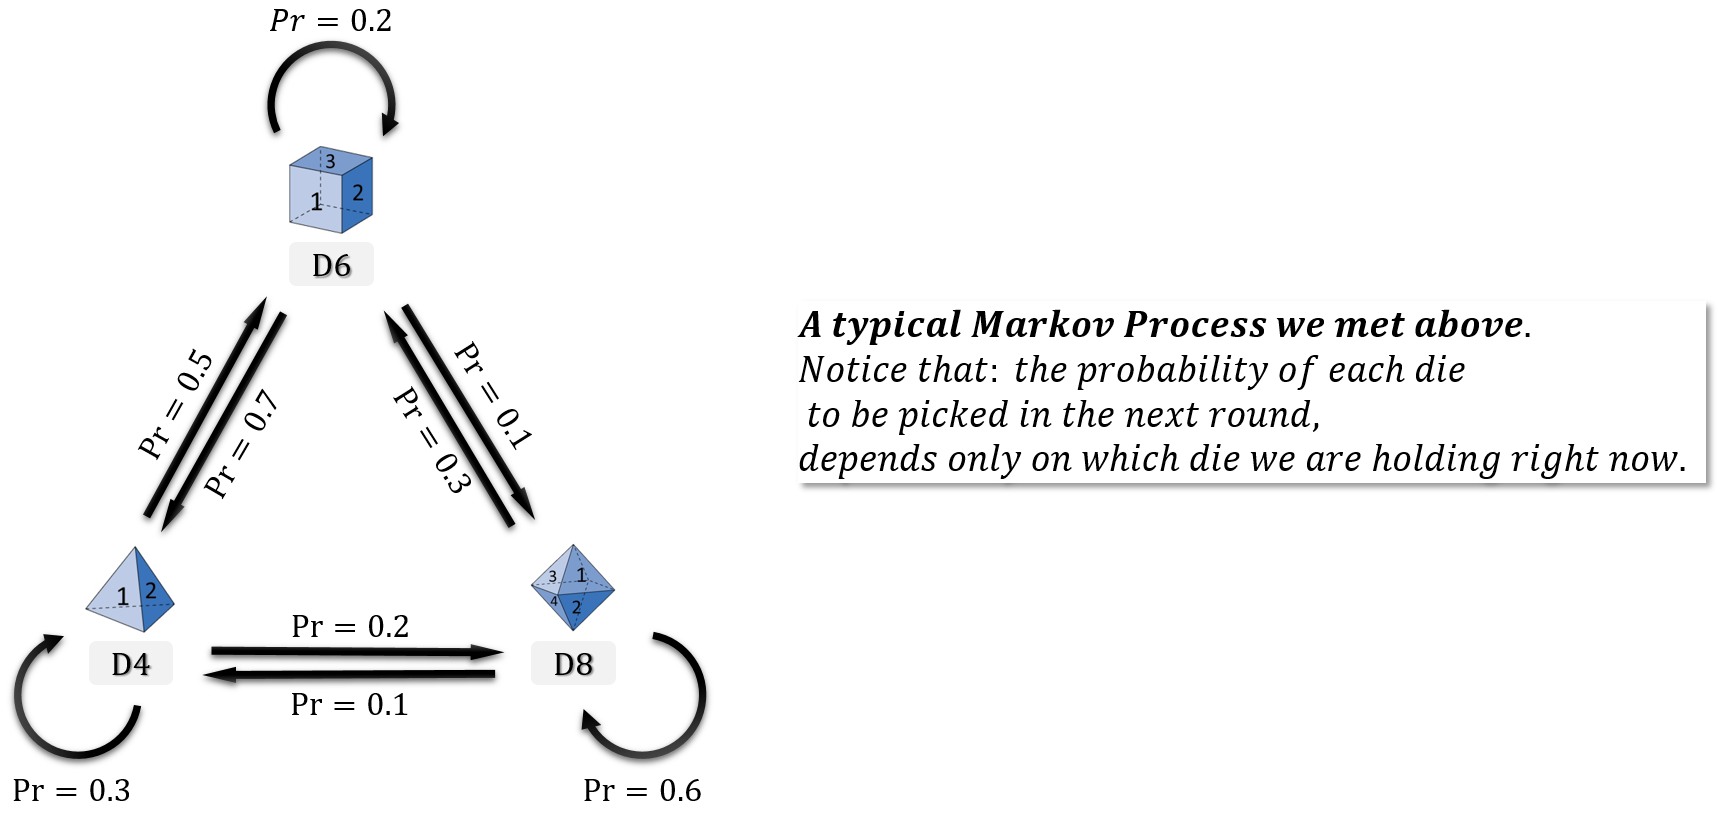 Pr = 0.2
3
1
2
D6
Pr = 0.5
Pr = 0.7
Pr = 0.1
Pr = 0.3
A typical Markov Process we met above.
Notice that: the probability of each die
to be picked in the next round,
depends only on which die we are holding right now.
1
2
D4
3
1
4
2
D8
Pr = 0.2
Pr = 0.1
Pr = 0.3
Pr = 0.6